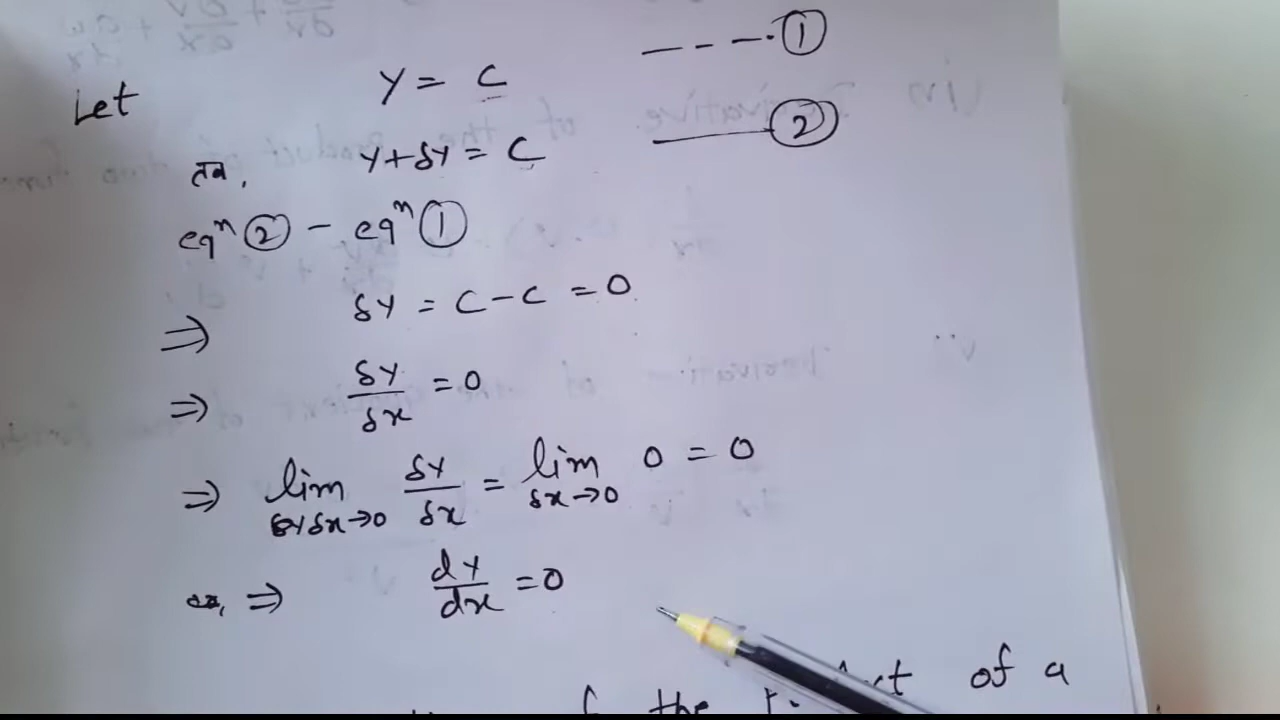 Let y = c ---- ①
तब, y+δy = c —— ②
eqⁿ ② - eqⁿ ①
⇒ δy = c - c = 0
⇒ δy/δx = 0
⇒ lim δx→0 δy/δx = lim δx→0 0 = 0
⇒ dy/dx = 0
the of a